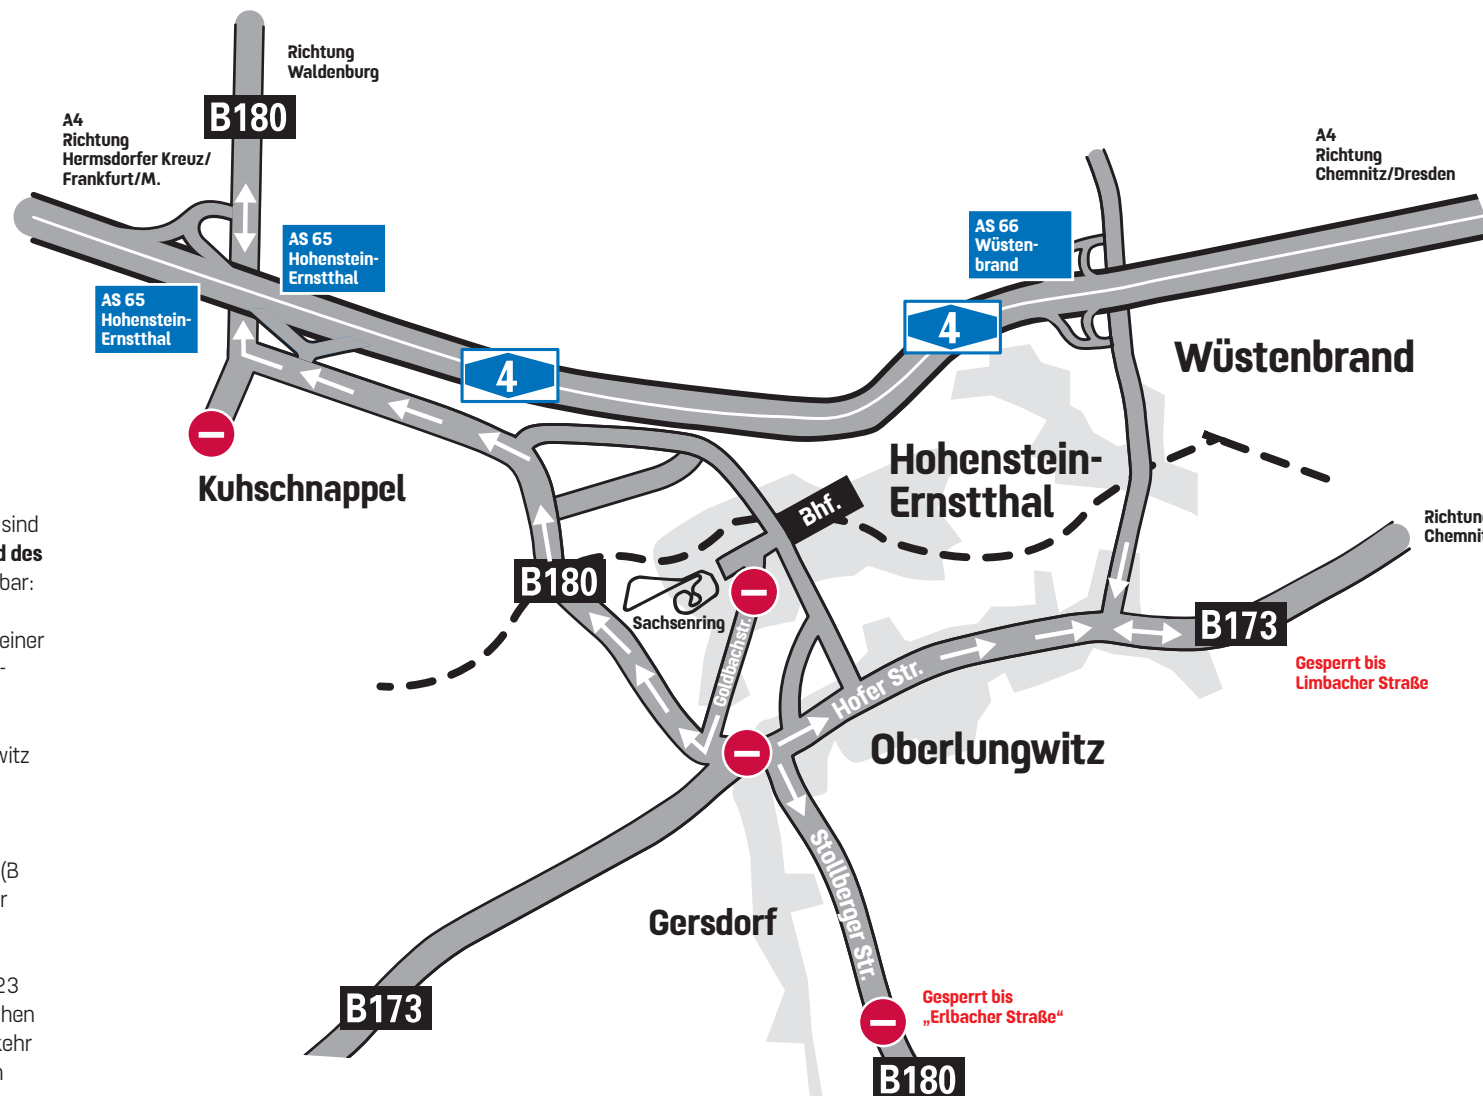 Richtung
Waldenburg
B180
A4
Richtung
Hermsdorfer Kreuz/
Frankfurt/M.
A4
Richtung
Chemnitz/Dresden
AS 65
Hohenstein-
Ernstthal
AS 65
Hohenstein-
Ernstthal
AS 66
Wüsten-
brand
4
4
Wüstenbrand
Kuhschnappel
Hohenstein-
Ernstthal
Bhf.
sind
d des
bar:
einer
-
witz
(B
r
23
hen
kehr
n
Richtung
Chemnit
B180
Sachsenring
Goldbachstr.
B173
Gesperrt bis
Limbacher Straße
Hofer Str.
Oberlungwitz
Stollberger Str.
Gersdorf
B173
Gesperrt bis
„Erlbacher Straße“
B180